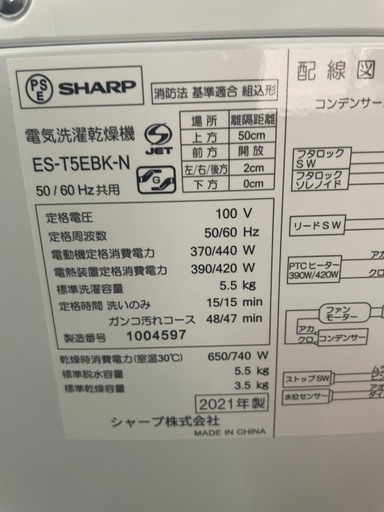 PS E SHARP
消防法 基準適合 組込形
電気洗濯乾燥機
S JET
ES-T5EBK-N
50/60 Hz共用
G
場所 離隔距離
上方 50cm
前方 開放
左/右/後方 2cm
下方 0cm
定格電圧 100 V
定格周波数 50/60 Hz
電動機定格消費電力 370/440 W
電熱装置定格消費電力 390/420 W
標準洗濯容量 5.5 kg
定格時間 洗いのみ 15/15 min
ガンコ汚れコース 48/47 min
製造番号 1004597
乾燥時消費電力(室温30℃) 650/740 W
標準脱水容量 5.5 kg
標準乾燥容量 3.5 kg
2021年製
シャープ株式会社
MADE IN CHINA
配線図
コンデンサー
フタロック
SW
フタロック
ソレノイド
リードSW
PTCヒーター
390W/420W
アカ
クロ
ファン
モーター
アカ
クロ
コンデンサー
ストップSW
水位センサー